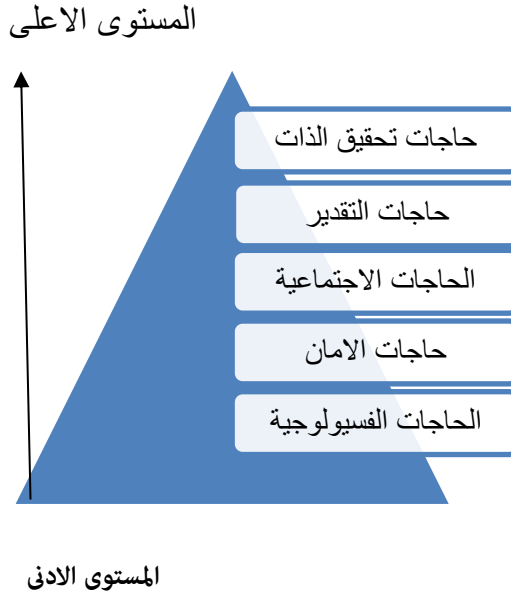 المستوى الاعلى
حاجات تحقيق الذات
حاجات التقدير
الحاجات الاجتماعية
حاجات الامان
الحاجات الفسيولوجية
المستوى الادنى